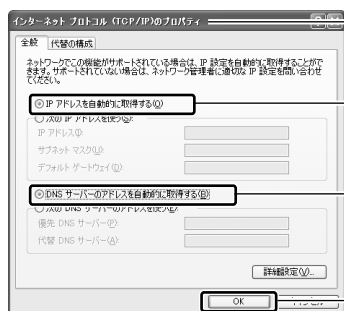 インターネット プロトコル (TCP/IP)のプロパティ
全般
代替の構成
ネットワークでこの機能がサポートされている場合は、IP 設定を自動的に取得することがで
きます。サポートされていない場合は、ネットワーク管理者に適切な IP 設定を問い合わせ
てください。
IP アドレスを自動的に取得する(O)
次の IP アドレスを使う(S):
IP アドレス(I):
サブネット マスク(U):
デフォルト ゲートウェイ(D):
DNS サーバーのアドレスを自動的に取得する(B)
次の DNS サーバーのアドレスを使う(E):
優先 DNS サーバー(P):
代替 DNS サーバー(A):
詳細設定(V)...
OK